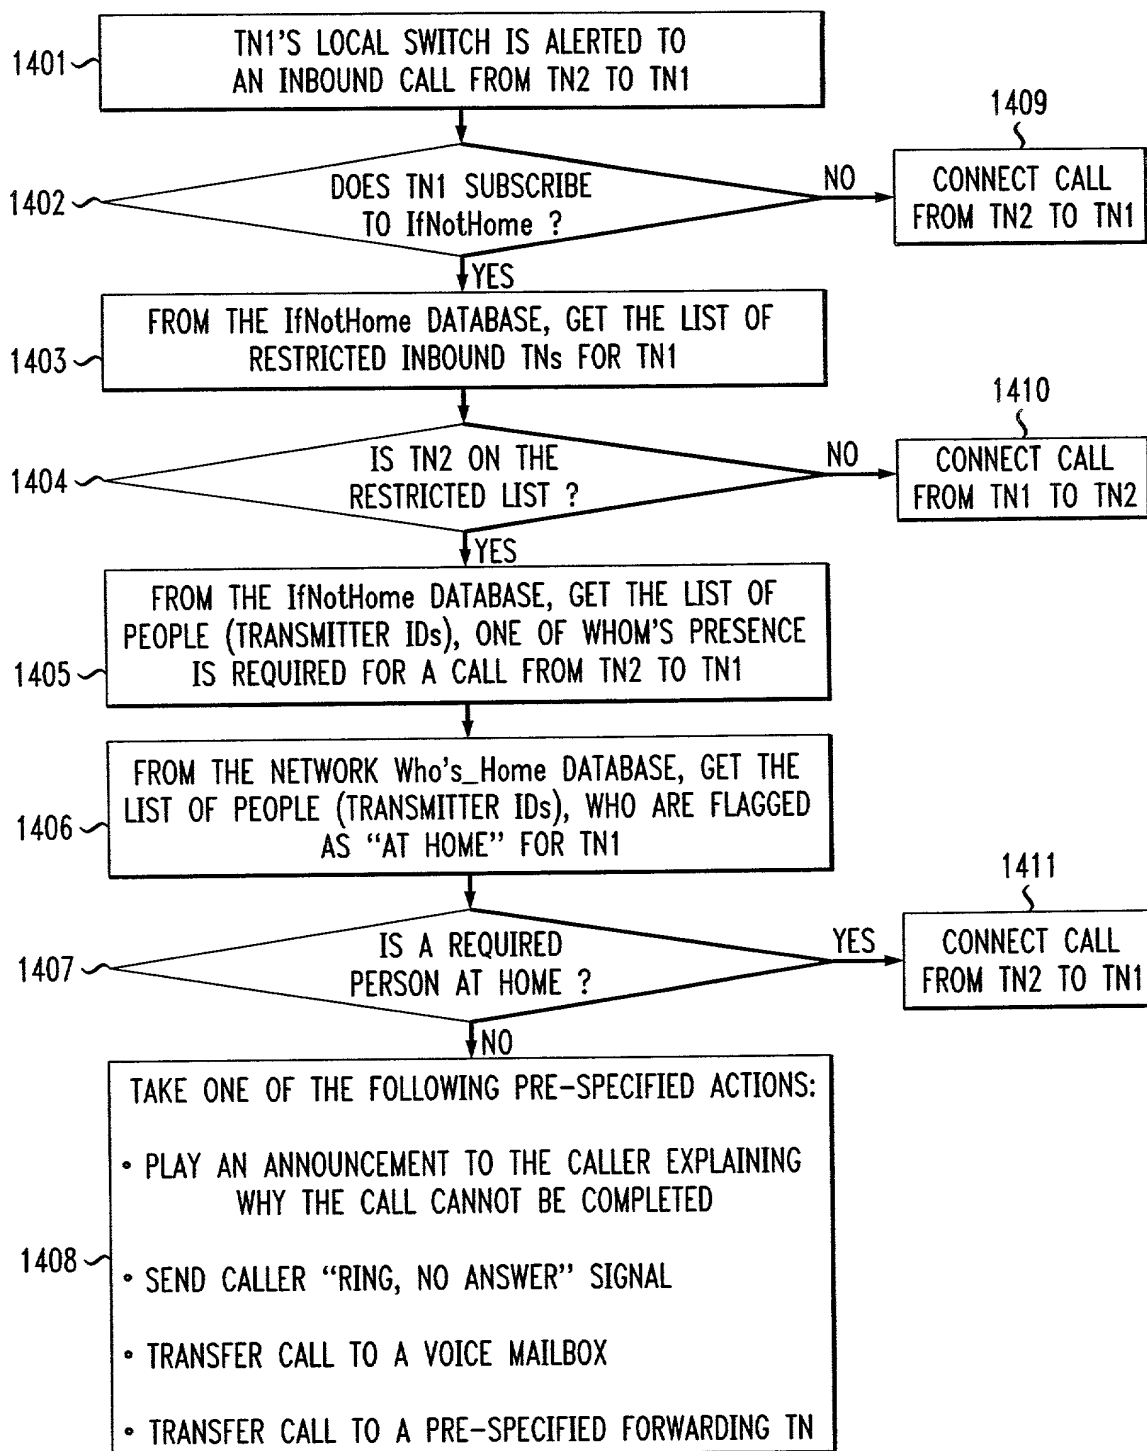 1401
TN1'S LOCAL SWITCH IS ALERTED TO
AN INBOUND CALL FROM TN2 TO TN1
1402
DOES TN1 SUBSCRIBE
TO IfNotHome ?
NO
1409
CONNECT CALL
FROM TN2 TO TN1
YES
1403
FROM THE IfNotHome DATABASE, GET THE LIST OF
RESTRICTED INBOUND TNs FOR TN1
1404
IS TN2 ON THE
RESTRICTED LIST ?
NO
1410
CONNECT CALL
FROM TN1 TO TN2
YES
1405
FROM THE IfNotHome DATABASE, GET THE LIST OF
PEOPLE (TRANSMITTER IDs), ONE OF WHOM'S PRESENCE
IS REQUIRED FOR A CALL FROM TN2 TO TN1
1406
FROM THE NETWORK Who's_Home DATABASE, GET THE
LIST OF PEOPLE (TRANSMITTER IDs), WHO ARE FLAGGED
AS “AT HOME” FOR TN1
1407
IS A REQUIRED
PERSON AT HOME ?
YES
1411
CONNECT CALL
FROM TN2 TO TN1
NO
1408
TAKE ONE OF THE FOLLOWING PRE-SPECIFIED ACTIONS:
• PLAY AN ANNOUNCEMENT TO THE CALLER EXPLAINING
WHY THE CALL CANNOT BE COMPLETED
• SEND CALLER “RING, NO ANSWER” SIGNAL
• TRANSFER CALL TO A VOICE MAILBOX
• TRANSFER CALL TO A PRE-SPECIFIED FORWARDING TN